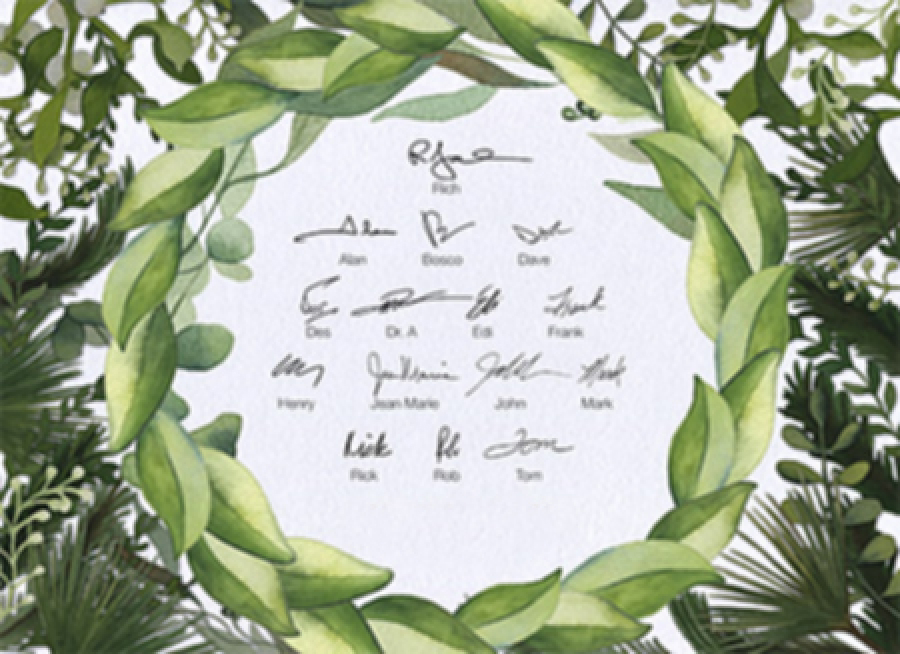 Rich
Alan Bosco Dave
Des Dr. A Edi Frank
Henry Jean Marie John Mark
Rick Rob Tom